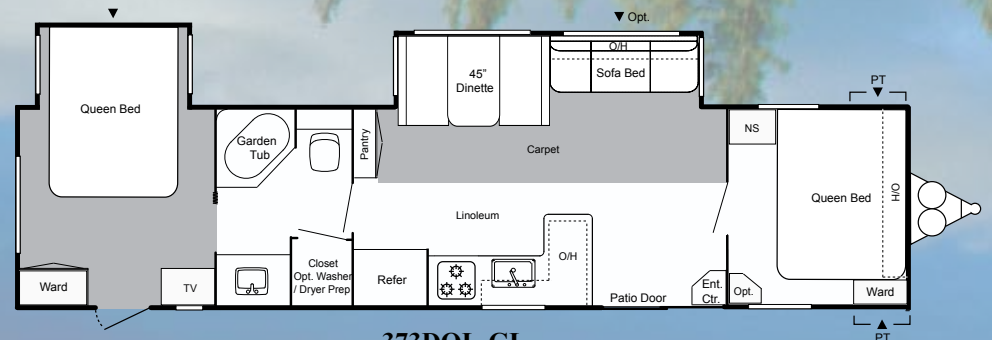 ▼
▼ Opt.
Queen Bed
45"
Dinette
O/H
Sofa Bed
PT
Garden
Tub
Pantry
Carpet
NS
Linoleum
Queen Bed
O/H
O/H
Ward
TV
Closet
Opt. Washer
/ Dryer Prep
Refer
Patio Door
Ent.
Ctr.
Opt.
Ward
PT